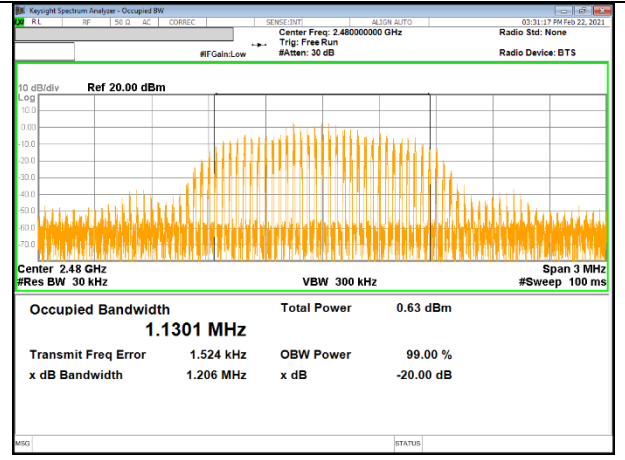 Keysight Spectrum Analyzer - Occupied BW
RL RF 50 Ω AC CORREC SENSE:INT ALIGN AUTO 03:31:17 PM Feb 22, 2021
Center Freq: 2.480000000 GHz Radio Std: None
Trig: Free Run
#IFGain:Low #Atten: 30 dB Radio Device: BTS
10 dB/div Ref 20.00 dBm
Log
10.0
0.00
-10.0
-20.0
-30.0
-40.0
-50.0
-60.0
-70.0
Center 2.48 GHz Span 3 MHz
#Res BW 30 kHz VBW 300 kHz #Sweep 100 ms
Occupied Bandwidth Total Power 0.63 dBm
1.1301 MHz
Transmit Freq Error 1.524 kHz OBW Power 99.00 %
x dB Bandwidth 1.206 MHz x dB -20.00 dB
MSG STATUS